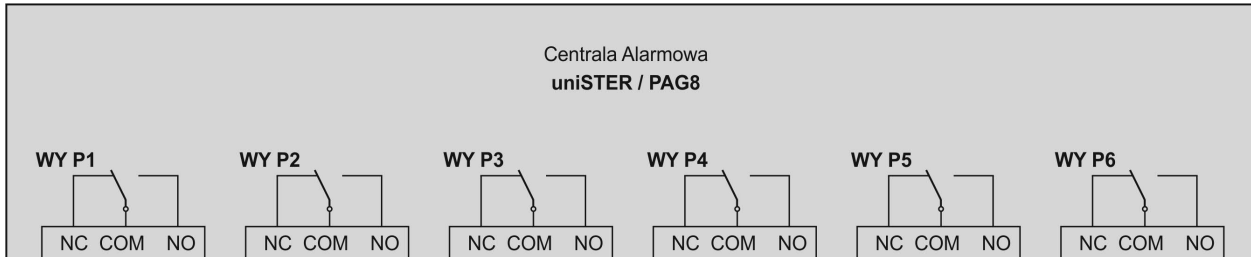 Centrala Alarmowa
uniSTER / PAG8
WY P1 WY P2 WY P3 WY P4 WY P5 WY P6
NC COM NO NC COM NO NC COM NO NC COM NO NC COM NO NC COM NO